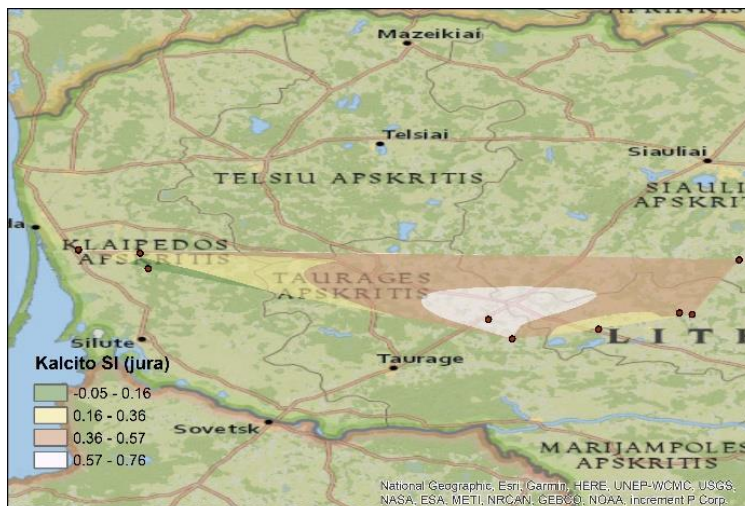 APRINKIS
Mazeikiai
Telsiai
Siauliai
TELSIU APSKRITIS
SIAULI
APSKRITIS
la
KLAIPEDOS
APSKRITIS
TAURAGES
APSKRITIS
LIT
Silute
Kalcito SI (jura)
Taurage
-0.05 - 0.16
0.16 - 0.36
0.36 - 0.57
Sovetsk
0.57 - 0.76
MARIJAMPOLES
APSKRITIS
National Geographic, Esri, Garmin, HERE, UNEP-WCMC, USGS,
NASA, ESA, METI, NRCAN, GEBCO, NOAA, increment P Corp.